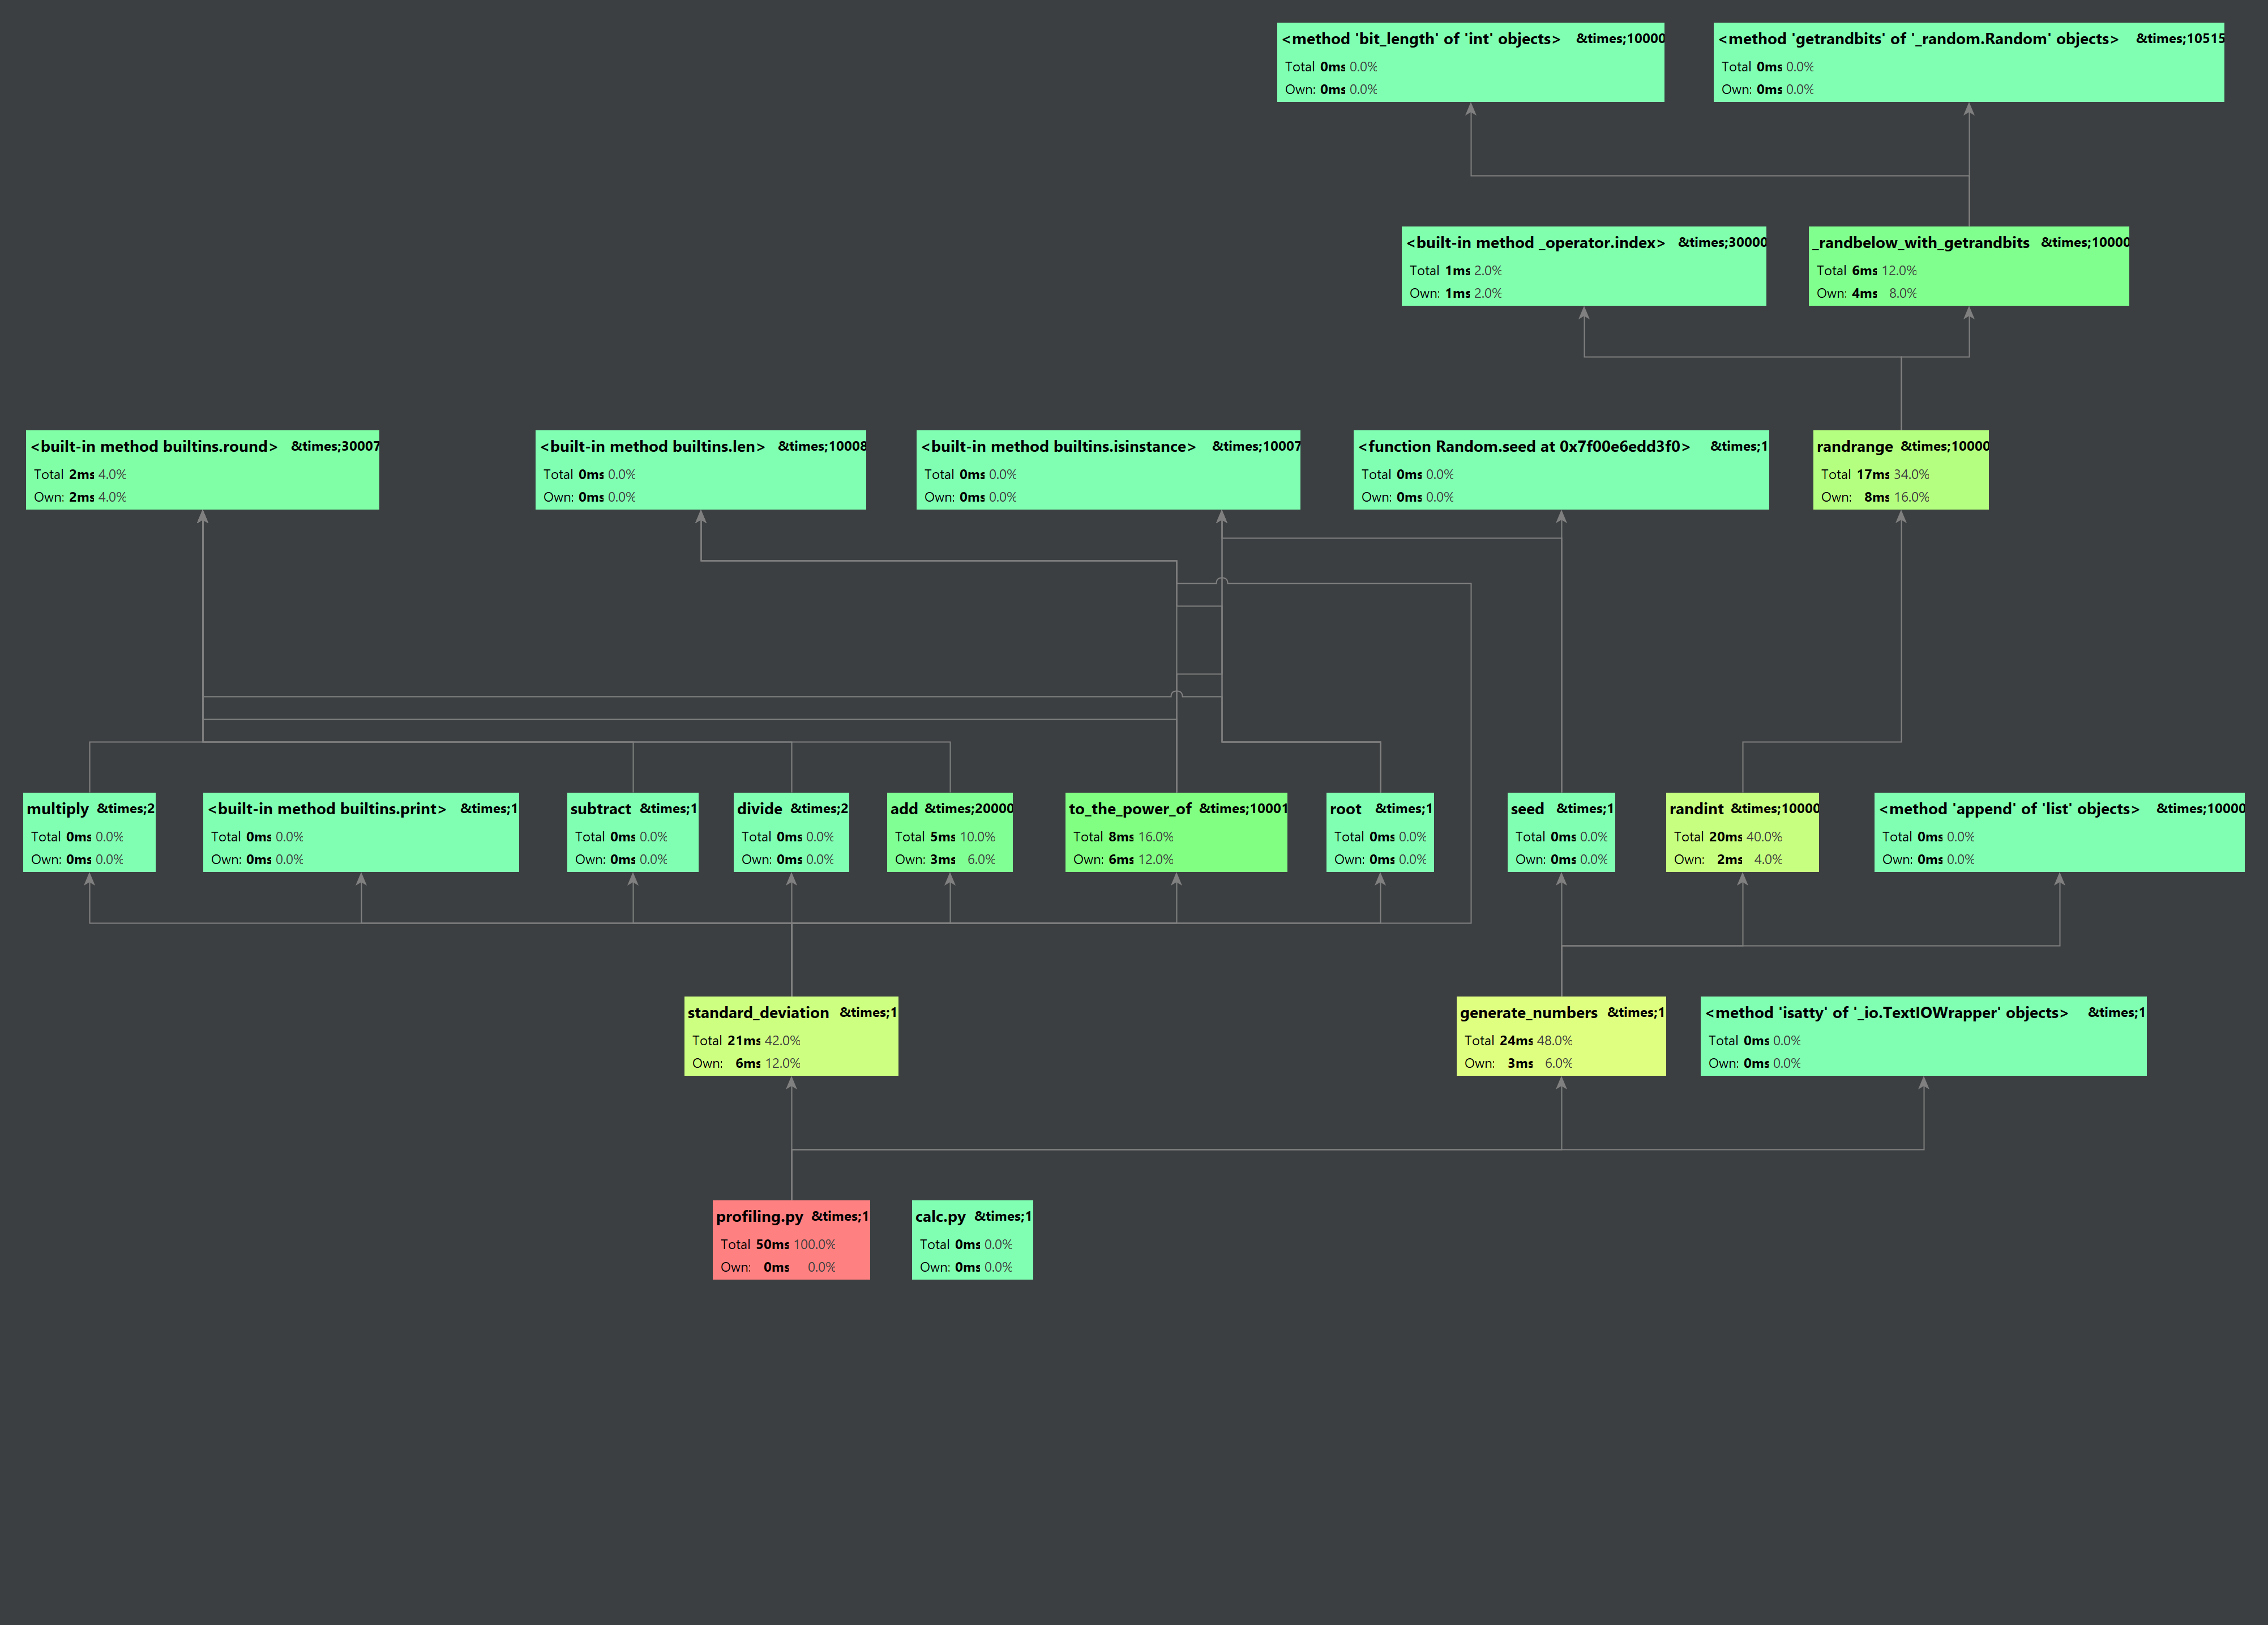 <method 'bit_length' of 'int' objects> &times;10000
Total 0ms 0.0%
Own: 0ms 0.0%
<method 'getrandbits' of '_random.Random' objects> &times;10515
Total 0ms 0.0%
Own: 0ms 0.0%
<built-in method _operator.index> &times;30000
Total 1ms 2.0%
Own: 1ms 2.0%
_randbelow_with_getrandbits &times;10000
Total 6ms 12.0%
Own: 4ms 8.0%
<built-in method builtins.round> &times;30007
Total 2ms 4.0%
Own: 2ms 4.0%
<built-in method builtins.len> &times;10008
Total 0ms 0.0%
Own: 0ms 0.0%
<built-in method builtins.isinstance> &times;10007
Total 0ms 0.0%
Own: 0ms 0.0%
<function Random.seed at 0x7f00e6edd3f0> &times;1
Total 0ms 0.0%
Own: 0ms 0.0%
randrange &times;10000
Total 17ms 34.0%
Own: 8ms 16.0%
multiply &times;2
Total 0ms 0.0%
Own: 0ms 0.0%
<built-in method builtins.print> &times;1
Total 0ms 0.0%
Own: 0ms 0.0%
subtract &times;1
Total 0ms 0.0%
Own: 0ms 0.0%
divide &times;2
Total 0ms 0.0%
Own: 0ms 0.0%
add &times;20000
Total 5ms 10.0%
Own: 3ms 6.0%
to_the_power_of &times;10001
Total 8ms 16.0%
Own: 6ms 12.0%
root &times;1
Total 0ms 0.0%
Own: 0ms 0.0%
seed &times;1
Total 0ms 0.0%
Own: 0ms 0.0%
randint &times;10000
Total 20ms 40.0%
Own: 2ms 4.0%
<method 'append' of 'list' objects> &times;10000
Total 0ms 0.0%
Own: 0ms 0.0%
standard_deviation &times;1
Total 21ms 42.0%
Own: 6ms 12.0%
generate_numbers &times;1
Total 24ms 48.0%
Own: 3ms 6.0%
<method 'isatty' of '_io.TextIOWrapper' objects> &times;1
Total 0ms 0.0%
Own: 0ms 0.0%
profiling.py &times;1
Total 50ms 100.0%
Own: 0ms 0.0%
calc.py &times;1
Total 0ms 0.0%
Own: 0ms 0.0%